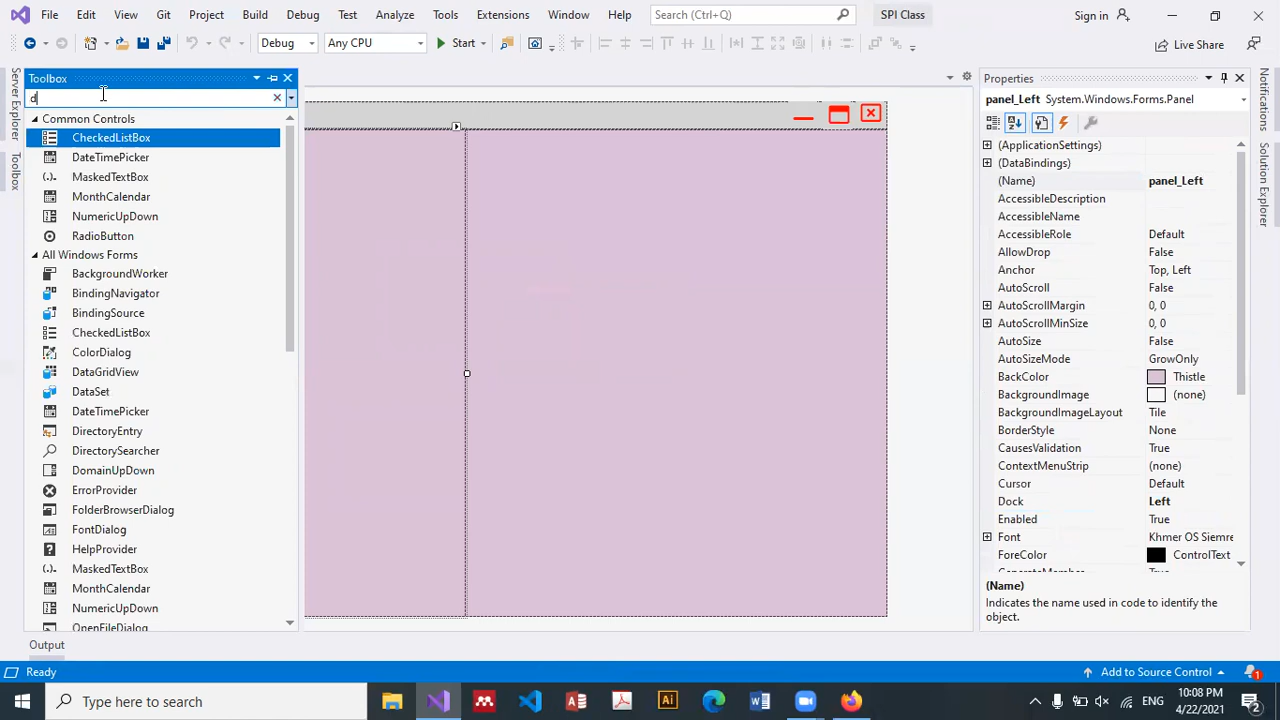 File Edit View Git Project Build Debug Test Analyze Tools Extensions Window Help Search (Ctrl+Q) SPI Class Sign in
Debug Any CPU Start Live Share
Server Explorer
Toolbox
Toolbox
d
Common Controls
CheckedListBox
DateTimePicker
MaskedTextBox
MonthCalendar
NumericUpDown
RadioButton
All Windows Forms
BackgroundWorker
BindingNavigator
BindingSource
CheckedListBox
ColorDialog
DataGridView
DataSet
DateTimePicker
DirectoryEntry
DirectorySearcher
DomainUpDown
ErrorProvider
FolderBrowserDialog
FontDialog
HelpProvider
MaskedTextBox
MonthCalendar
NumericUpDown
OpenFileDialog
Properties
panel_Left System.Windows.Forms.Panel
(ApplicationSettings)
(DataBindings)
(Name) panel_Left
AccessibleDescription
AccessibleName
AccessibleRole Default
AllowDrop False
Anchor Top, Left
AutoScroll False
AutoScrollMargin 0, 0
AutoScrollMinSize 0, 0
AutoSize False
AutoSizeMode GrowOnly
BackColor Thistle
BackgroundImage (none)
BackgroundImageLayout Tile
BorderStyle None
CausesValidation True
ContextMenuStrip (none)
Cursor Default
Dock Left
Enabled True
Font Khmer OS Siemre
ForeColor ControlText
GenerateMember True
(Name)
Indicates the name used in code to identify the
object.
Notifications
Solution Explorer
Output
Ready Add to Source Control 1
Type here to search ENG 10:08 PM
4/22/2021 2